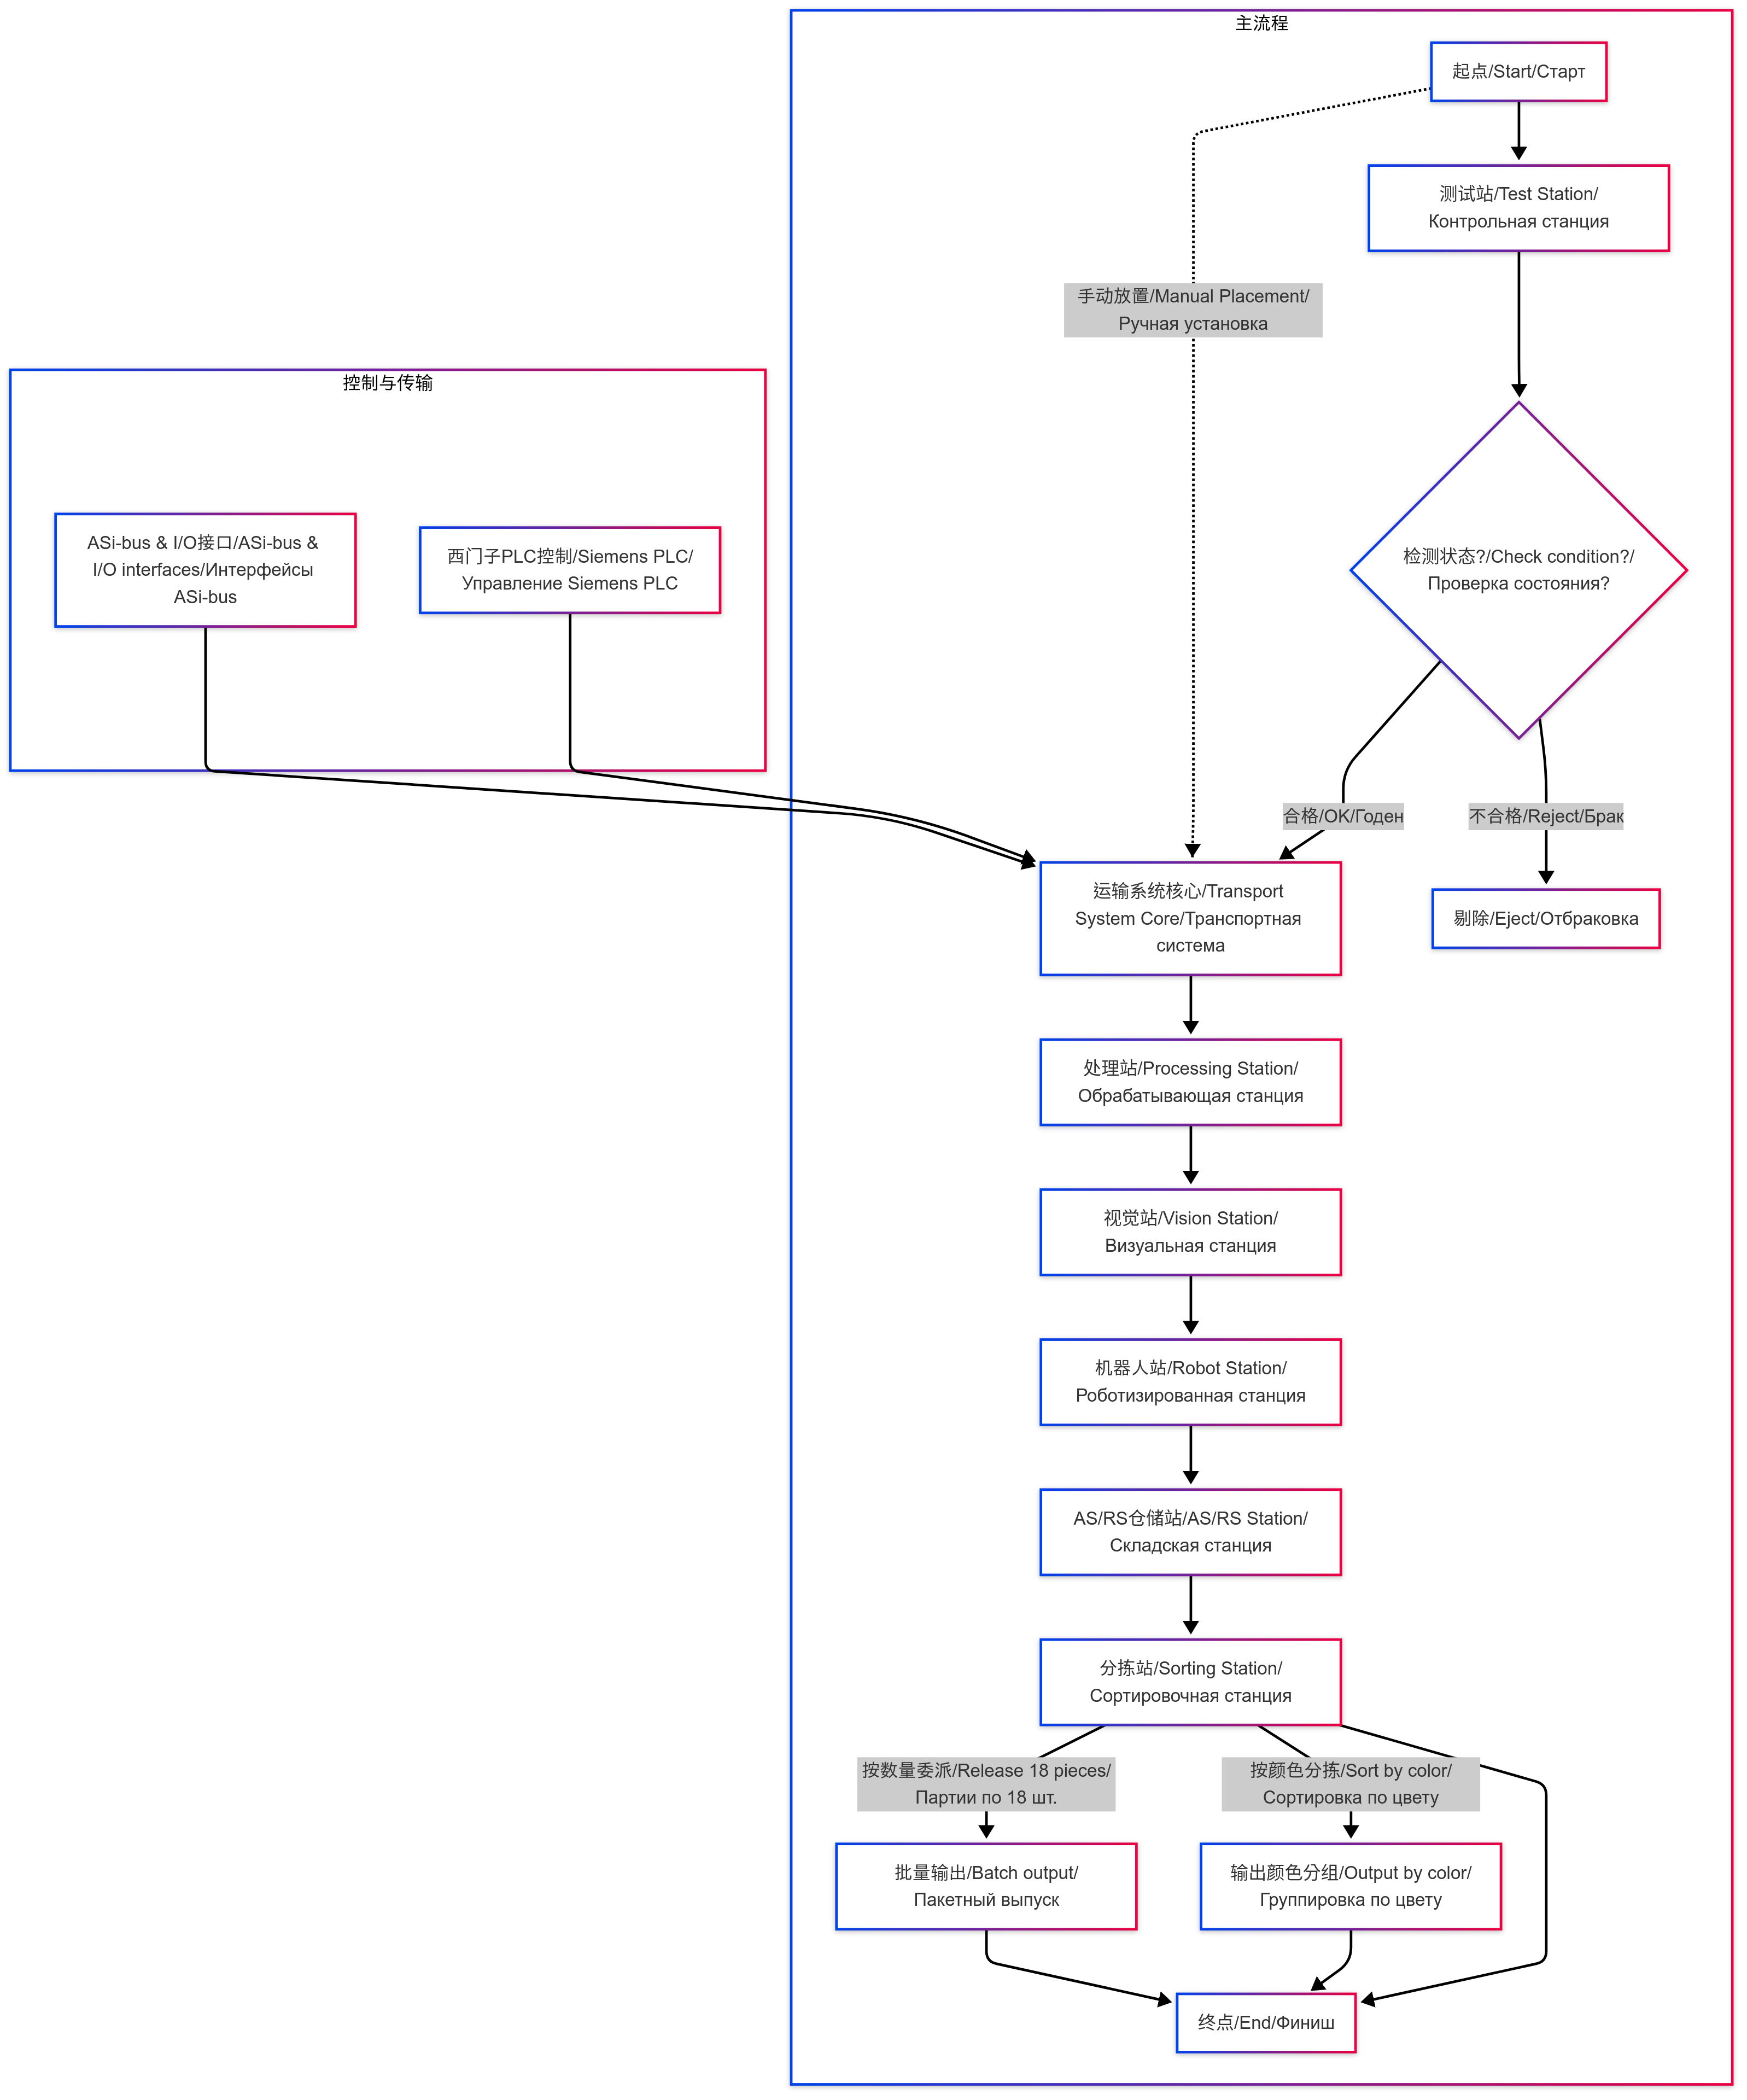 主流程
起点/Start/Старт
测试站/Test Station/
Контрольная станция
手动放置/Manual Placement/
Ручная установка
控制与传输
ASi-bus & I/O接口/ASi-bus &
I/O interfaces/Интерфейсы
ASi-bus
西门子PLC控制/Siemens PLC/
Управление Siemens PLC
检测状态?/Check condition?/
Проверка состояния?
合格/OK/Годен
不合格/Reject/Брак
运输系统核心/Transport
System Core/Транспортная
система
剔除/Eject/Отбраковка
处理站/Processing Station/
Обрабатывающая станция
视觉站/Vision Station/
Визуальная станция
机器人站/Robot Station/
Роботизированная станция
AS/RS仓储站/AS/RS Station/
Складская станция
分拣站/Sorting Station/
Сортировочная станция
按数量委派/Release 18 pieces/
Партии по 18 шт.
按颜色分拣/Sort by color/
Сортировка по цвету
批量输出/Batch output/
Пакетный выпуск
输出颜色分组/Output by color/
Группировка по цвету
终点/End/Финиш